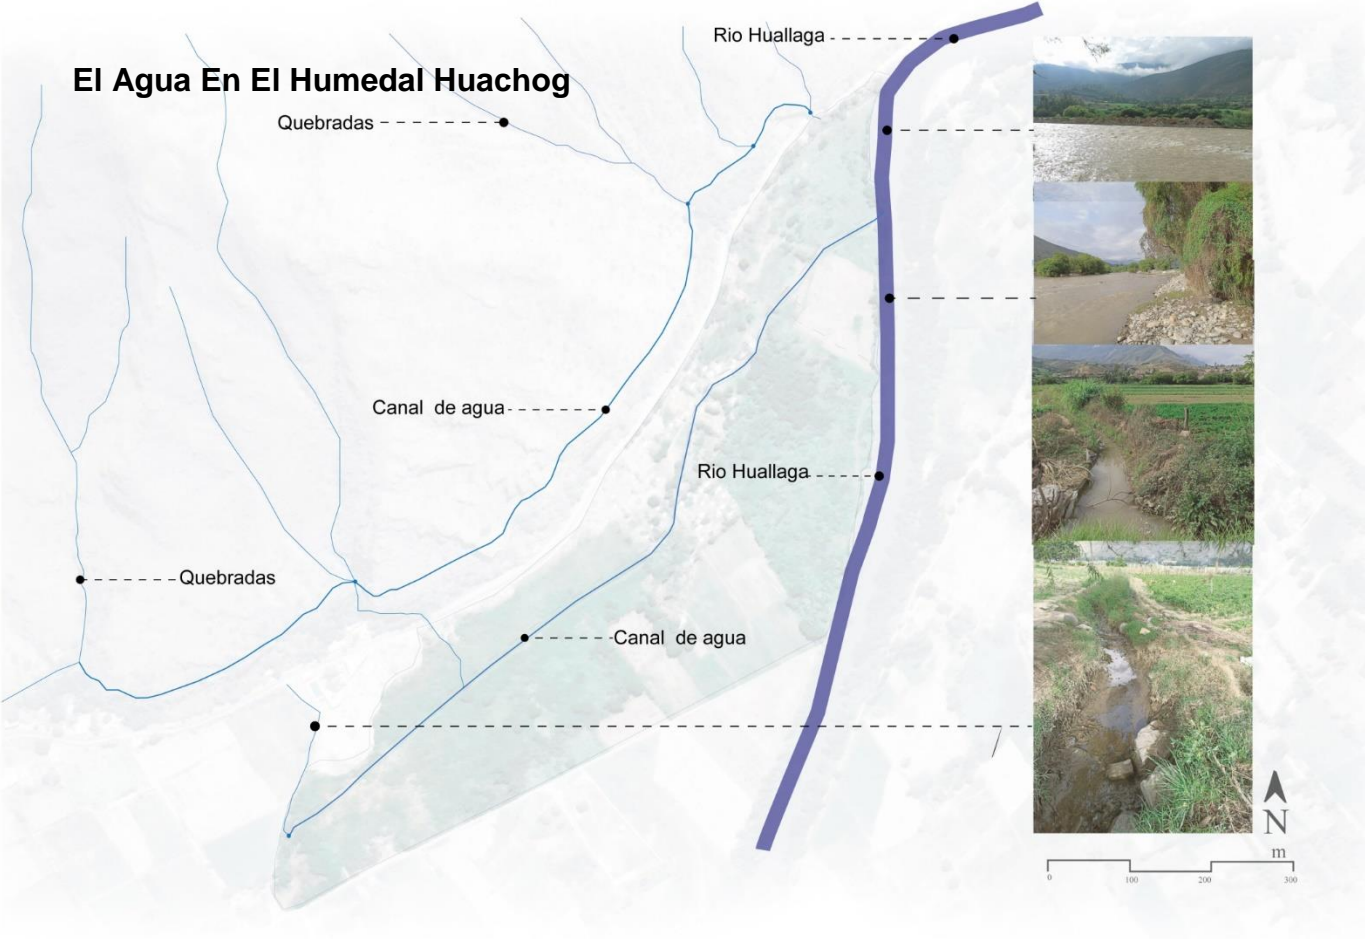 Rio Huallaga
El Agua En El Humedal Huachog
Quebradas
Canal de agua
Rio Huallaga
Quebradas
Canal de agua
N
m
0 100 200 300